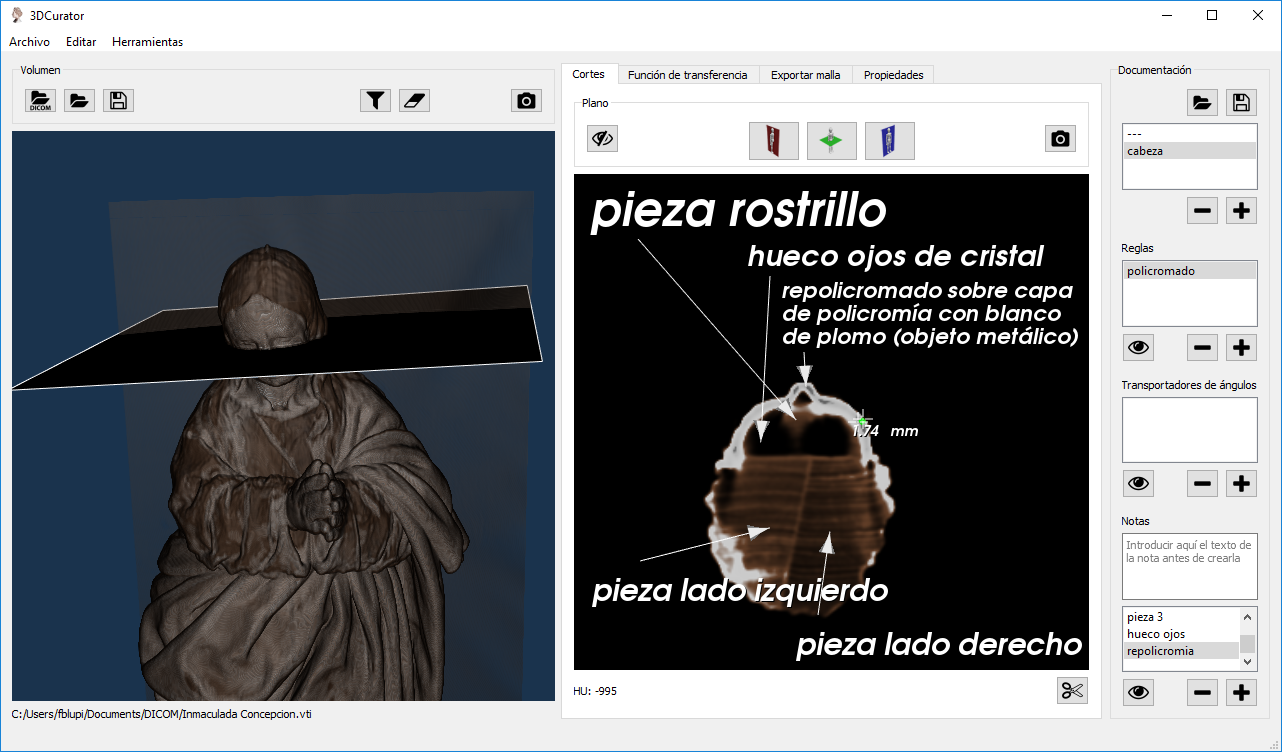 3DCurator
Archivo Editar Herramientas
Volumen
DICOM
C:/Users/fblupi/Documents/DICOM/Inmaculada Concepcion.vti
Cortes Función de transferencia Exportar malla Propiedades
Plano
pieza rostrillo
hueco ojos de cristal
repolicromado sobre capa
de policromía con blanco
de plomo (objeto metálico)
1.74 mm
pieza lado izquierdo
pieza lado derecho
HU: -995
Documentación
---
cabeza
Reglas
policromado
Transportadores de ángulos
Notas
Introducir aquí el texto de
la nota antes de crearla
pieza 3
hueco ojos
repolicromia